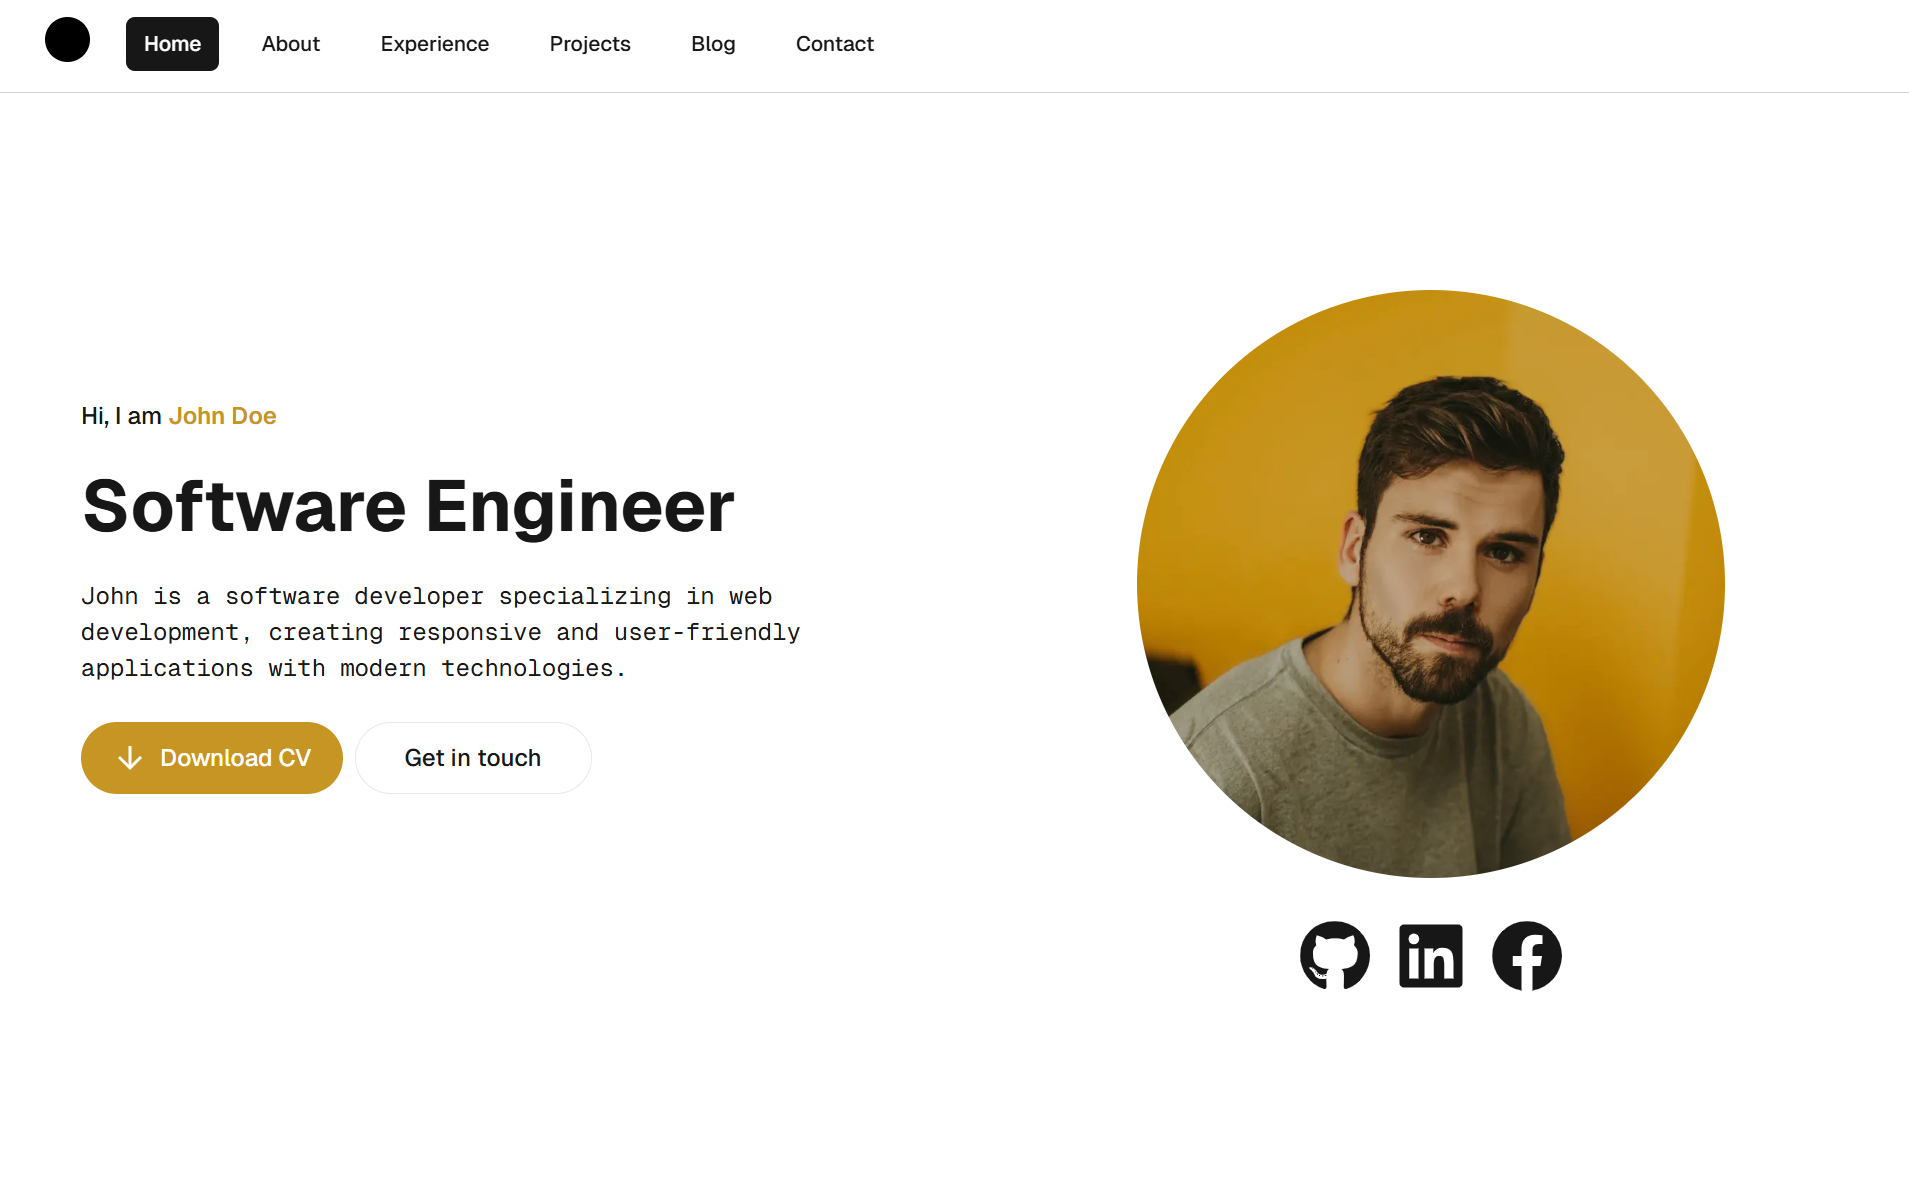 Home About Experience Projects Blog Contact
Hi, I am John Doe
Software Engineer
John is a software developer specializing in web
development, creating responsive and user-friendly
applications with modern technologies.
Download CV Get in touch
in